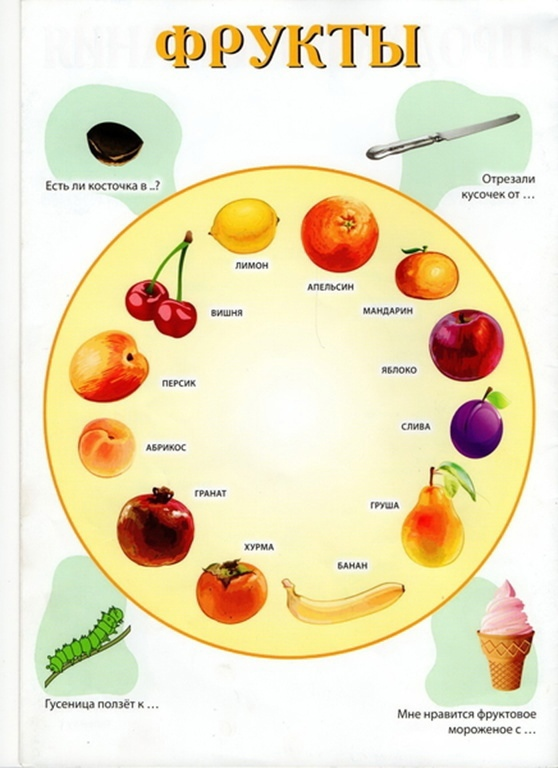 ФРУКТЫ
Есть ли косточка в ..?
Отрезали
кусочек от ...
ЛИМОН
АПЕЛЬСИН
МАНДАРИН
ВИШНЯ
ЯБЛОКО
ПЕРСИК
СЛИВА
АБРИКОС
ГРАНАТ
ГРУША
ХУРМА
БАНАН
Гусеница ползёт к ...
Мне нравится фруктовое
мороженое с ...